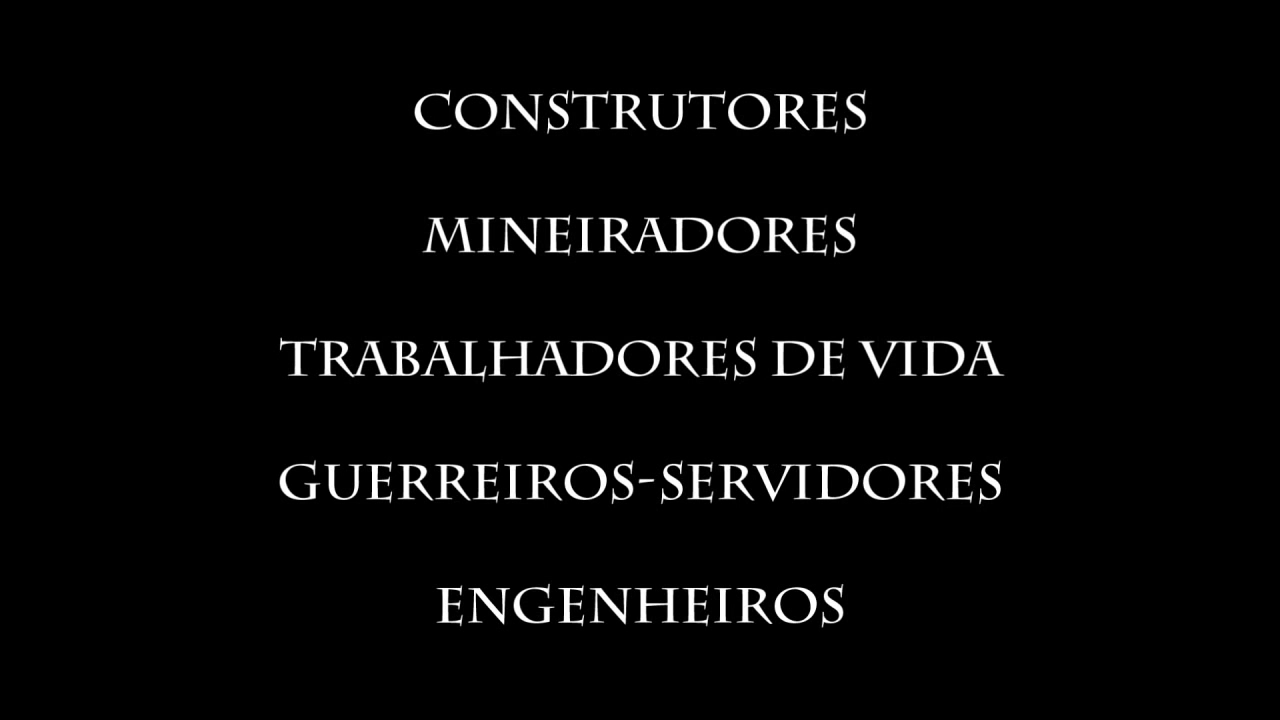 CONSTRUTORES
MINEIRADORES
TRABALHADORES DE VIDA
GUERREIROS-SERVIDORES
ENGENHEIROS